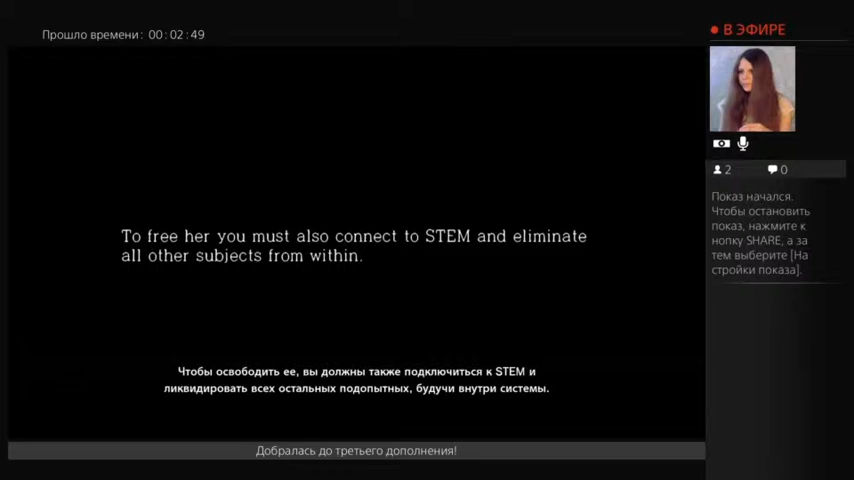 Прошло времени: 00:02:49
В ЭФИРЕ
2
0
Показ начался.
Чтобы остановить
показ, нажмите к
нопку SHARE, а за
тем выберите [На
стройки показа].
To free her you must also connect to STEM and eliminate
all other subjects from within.
Чтобы освободить ее, вы должны также подключиться к STEM и
ликвидировать всех остальных подопытных, будучи внутри системы.
Добралась до третьего дополнения!